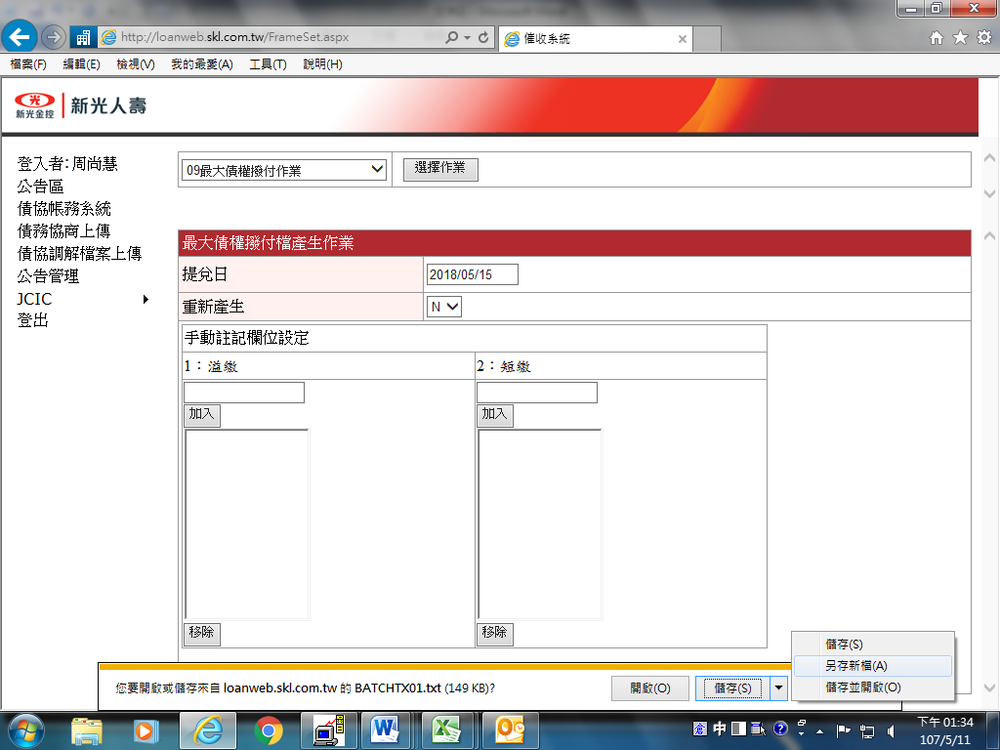 http://loanweb.skl.com.tw/FrameSet.aspx
催收系統
檔案(F) 編輯(E) 檢視(V) 我的最愛(A) 工具(T) 說明(H)
新光金控 新光人壽
登入者: 周尚慧
公告區
債協帳務系統
債務協商上傳
債協調解檔案上傳
公告管理
JCIC
登出
09最大債權撥付作業 選擇作業
最大債權撥付檔產生作業
提兌日 2018/05/15
重新產生 N
手動註記欄位設定
1：溢繳 2：短繳
加入 加入
移除 移除
儲存(S)
另存新檔(A)
儲存並開啟(O)
您要開啟或儲存來自 loanweb.skl.com.tw 的 BATCHTX01.txt (149 KB)? 開啟(O) 儲存(S)
倉 中
下午 01:34
107/5/11